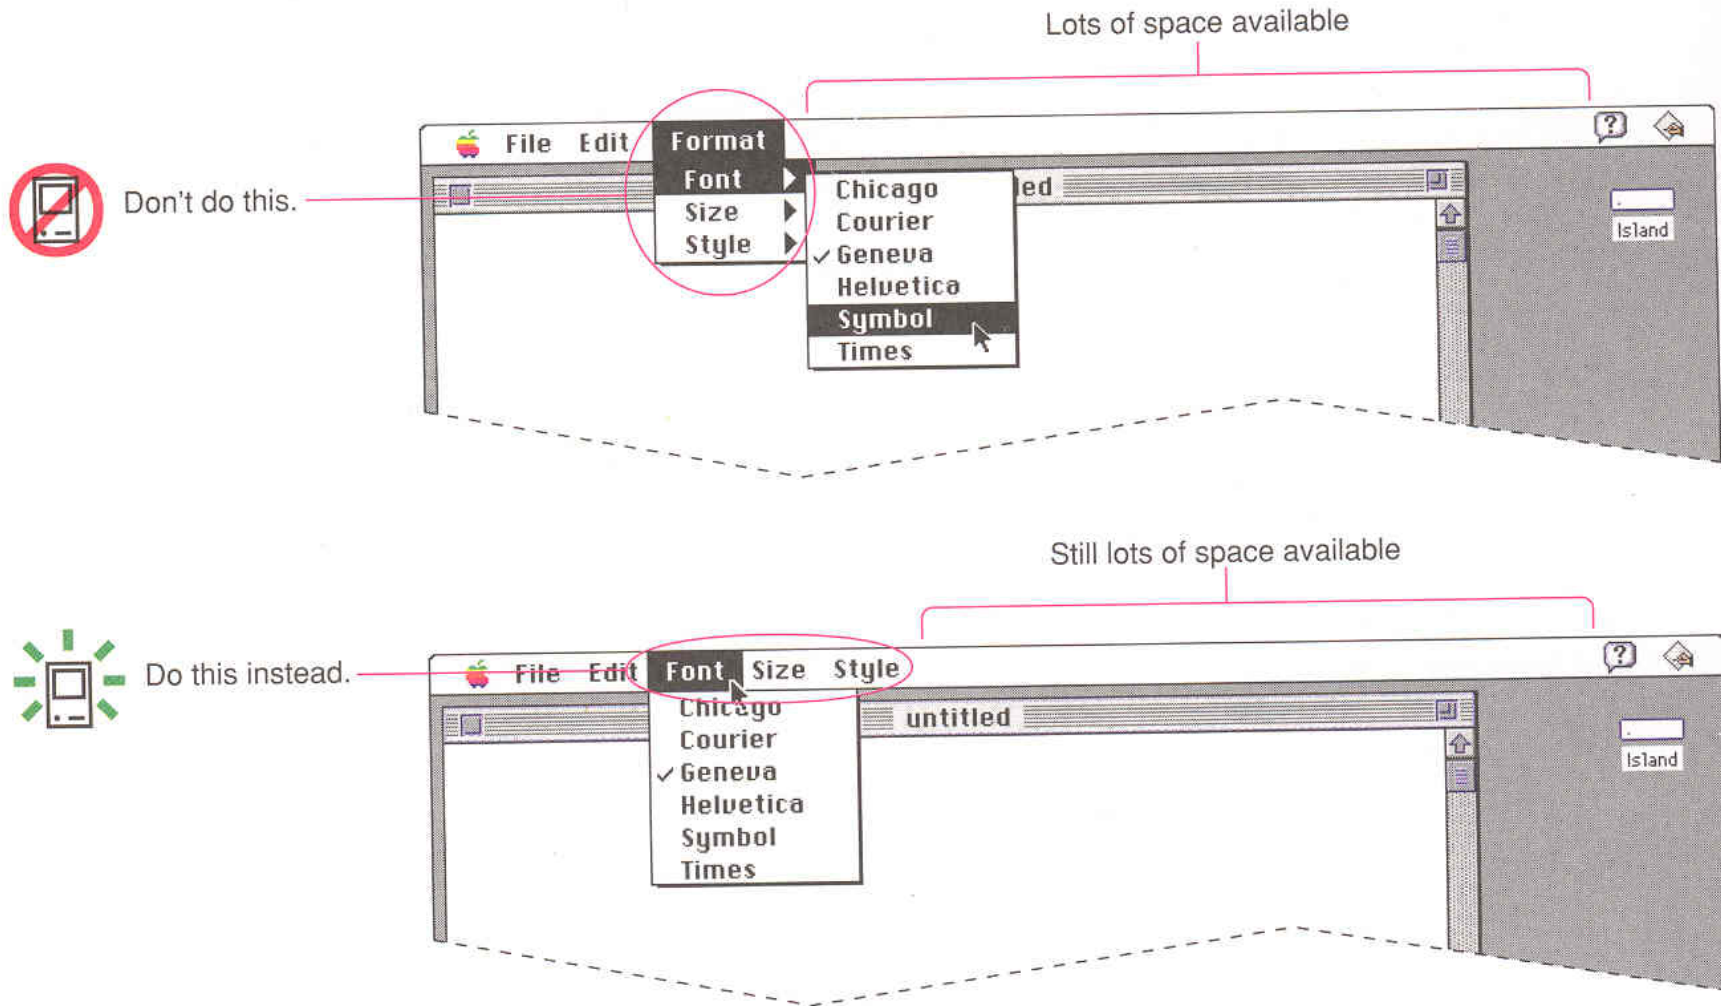 Lots of space available
File Edit Format
Don't do this.
Font
Size
Style
Chicago
Courier
Geneva
Helvetica
Symbol
Times
led
Island
Still lots of space available
Do this instead.
File Edit Font Size Style
Chicago
Courier
Geneva
Helvetica
Symbol
Times
untitled
Island